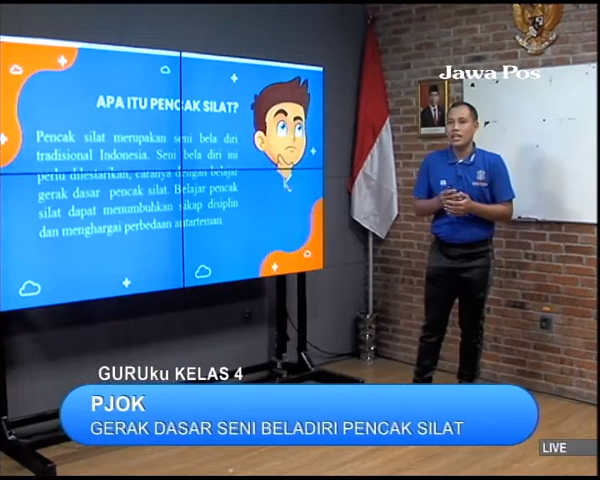 Jawa Pos
APA ITU PENCAK SILAT?
Pencak silat merupakan seni bela diri
tradisional Indonesia. Seni bela diri ini
perlu dilestarikan, caranya dengan belajar
gerak dasar pencak silat. Belajar pencak
silat dapat menumbuhkan sikap disiplin
dan menghargai perbedaan antarteman
GURUku KELAS 4
PJOK
GERAK DASAR SENI BELADIRI PENCAK SILAT
LIVE